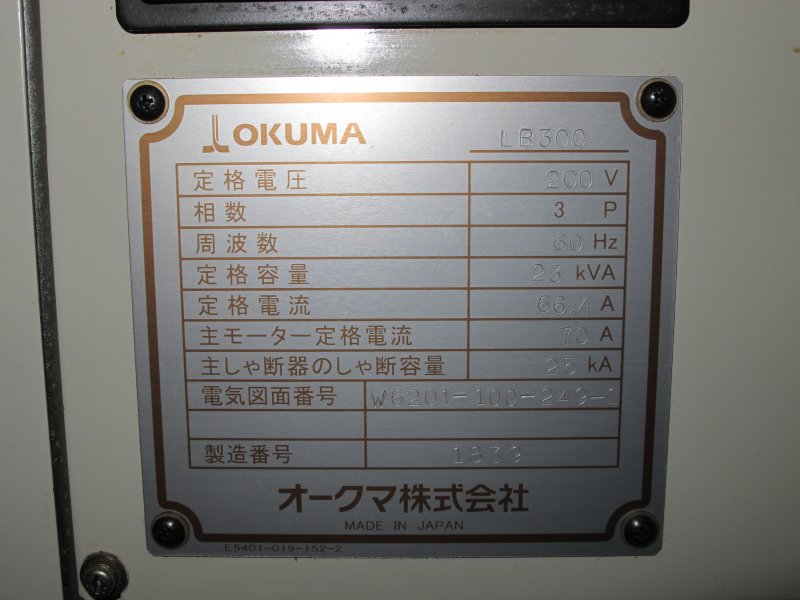 OKUMA LB300
定格電圧 200 V
相数 3 P
周波数 60 Hz
定格容量 23 kVA
定格電流 66.4 A
主モーター定格電流 70 A
主しゃ断器のしゃ断容量 25 kA
電気図面番号 W6201-100-249-1
製造番号 1839
オークマ株式会社
MADE IN JAPAN
E5401-019-152-2